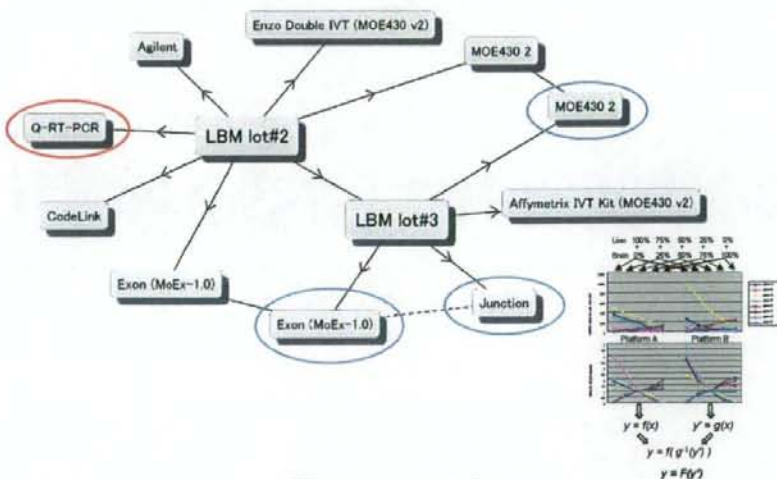 Enzo Double IVT (MOE430 v2)
Agilent
MOE430 2
MOE430 2
Q-RT-PCR
LBM lot#2
CodeLink
LBM lot#3
Affymetrix IVT Kit (MOE430 v2)
Exon (MoEx-1.0)
Exon (MoEx-1.0)
Junction
Liver 100% 75% 50% 25% 0%
Brain 0% 25% 50% 75% 100%
Platform A Platform B
y = f(x) y' = g(x)
y = f( g⁻¹(y') )
y = F(y')